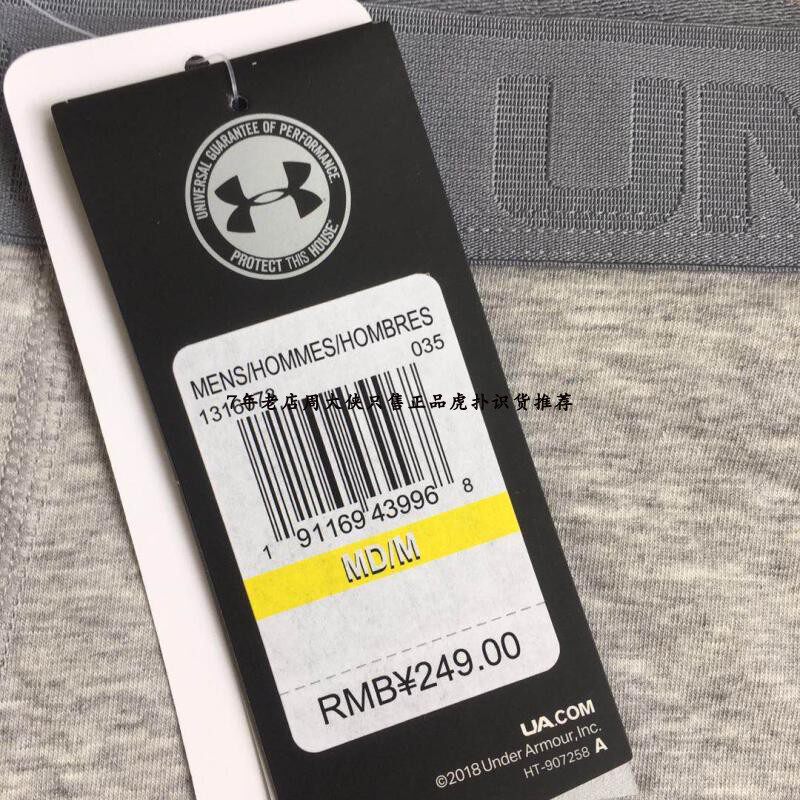 UNIVERSAL GUARANTEE OF PERFORMANCE.
PROTECT THIS HOUSE.
UN
MENS/HOMMES/HOMBRES
035
7年老店周大侠只售正品虎扑识货推荐
1 91169 43996 8
MD/M
RMB¥249.00
UA.COM
©2018 Under Armour, Inc.
HT-907258 A